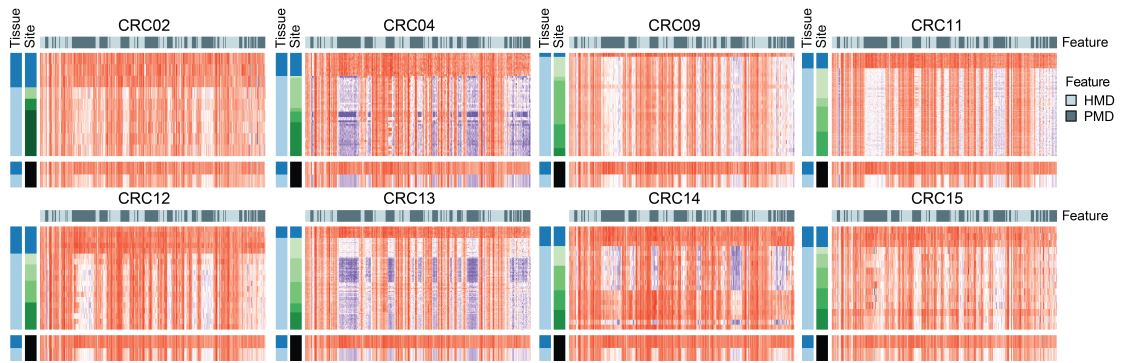 Tissue Site CRC02 Tissue Site CRC04 Tissue Site CRC09 Tissue Site CRC11
Feature
Feature
HMD
PMD
CRC12 CRC13 CRC14 CRC15
Feature